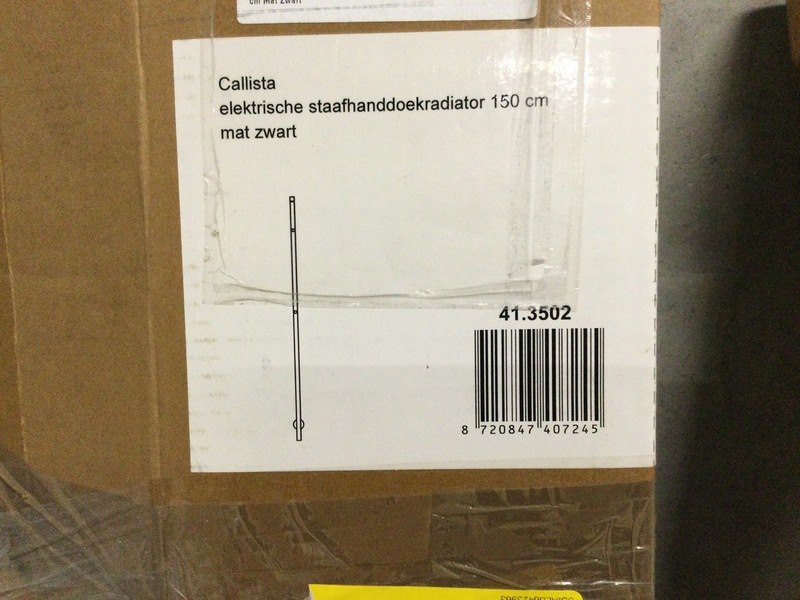 cm Mat Zwart
Callista
elektrische staafhanddoekradiator 150 cm
mat zwart
41.3502
8 720847 407245